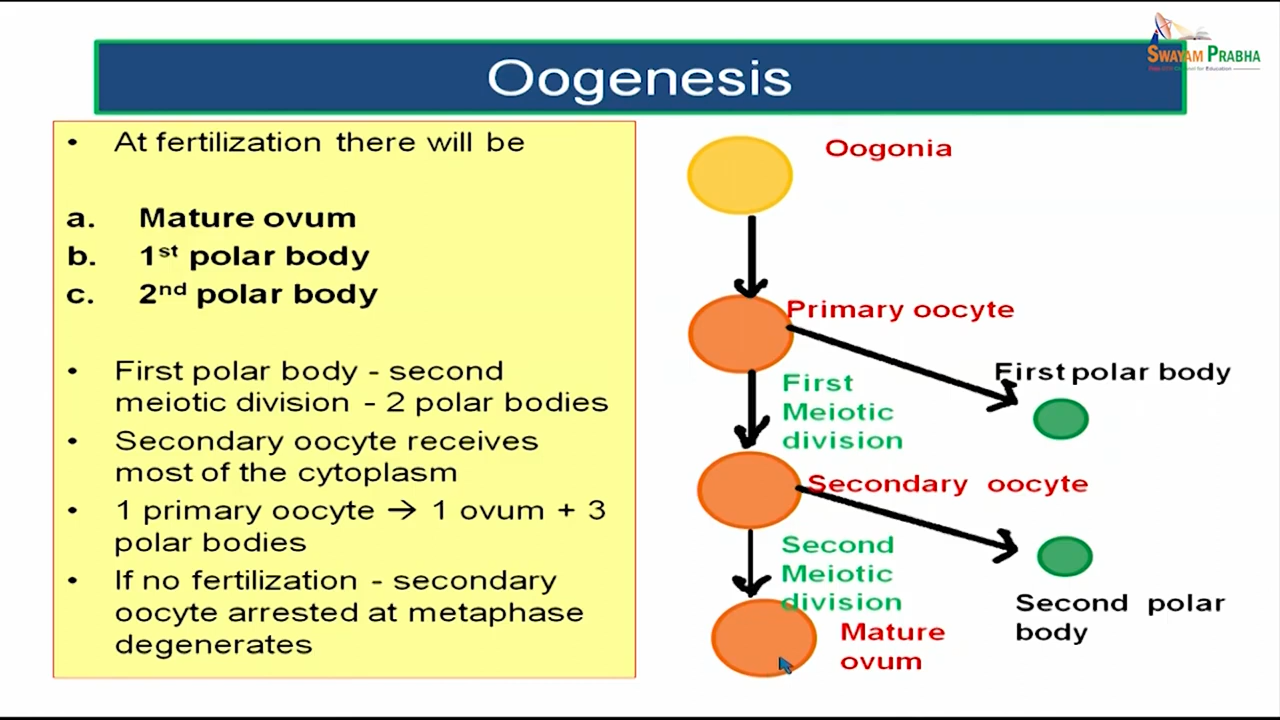 SWAYAM PRABHA
Oogenesis
• At fertilization there will be
a. Mature ovum
b. 1st polar body
c. 2nd polar body
• First polar body - second
meiotic division - 2 polar bodies
• Secondary oocyte receives
most of the cytoplasm
• 1 primary oocyte → 1 ovum + 3
polar bodies
• If no fertilization - secondary
oocyte arrested at metaphase
degenerates
Oogonia
Primary oocyte
First polar body
First
Meiotic
division
Secondary oocyte
Second
Meiotic
division
Second polar
body
Mature
ovum